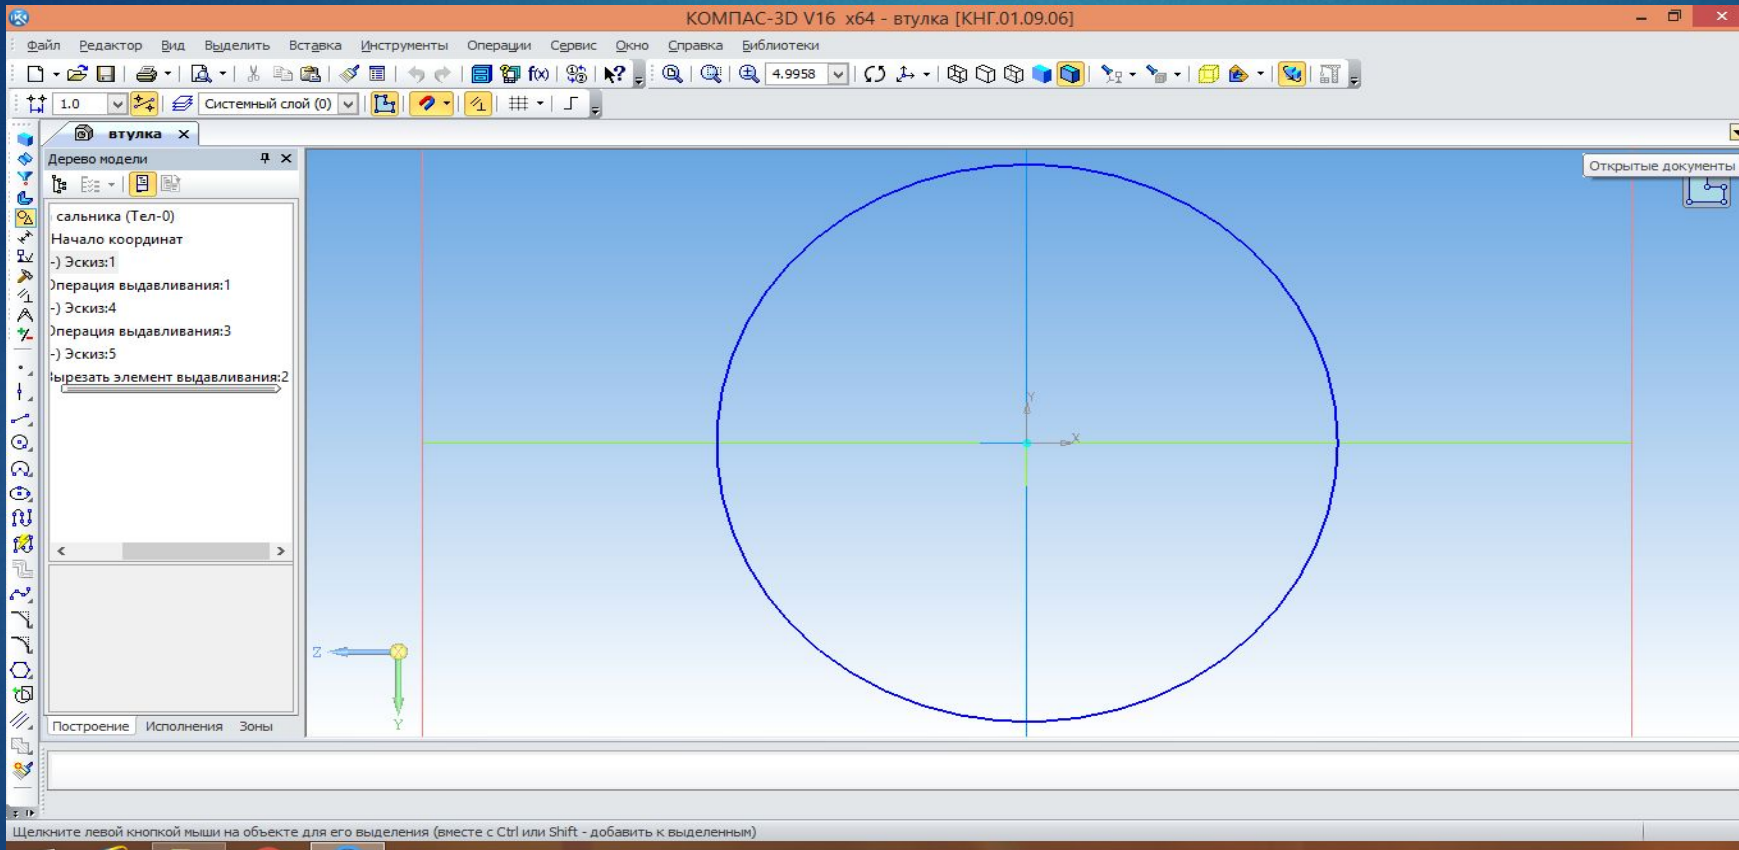 КОМПАС-3D V16 x64 - втулка [КНГ.01.09.06]
Файл Редактор Вид Выделить Вставка Инструменты Операции Сервис Окно Справка Библиотеки
f(x) 4.9958
1.0 Системный слой (0)
втулка
Дерево модели
Открытые документы
сальника (Тел-0)
Начало координат
-) Эскиз:1
Операция выдавливания:1
-) Эскиз:4
Операция выдавливания:3
-) Эскиз:5
Вырезать элемент выдавливания:2
Y
X
Z
Y
Построение Исполнения Зоны
Щелкните левой кнопкой мыши на объекте для его выделения (вместе с Ctrl или Shift - добавить к выделенным)